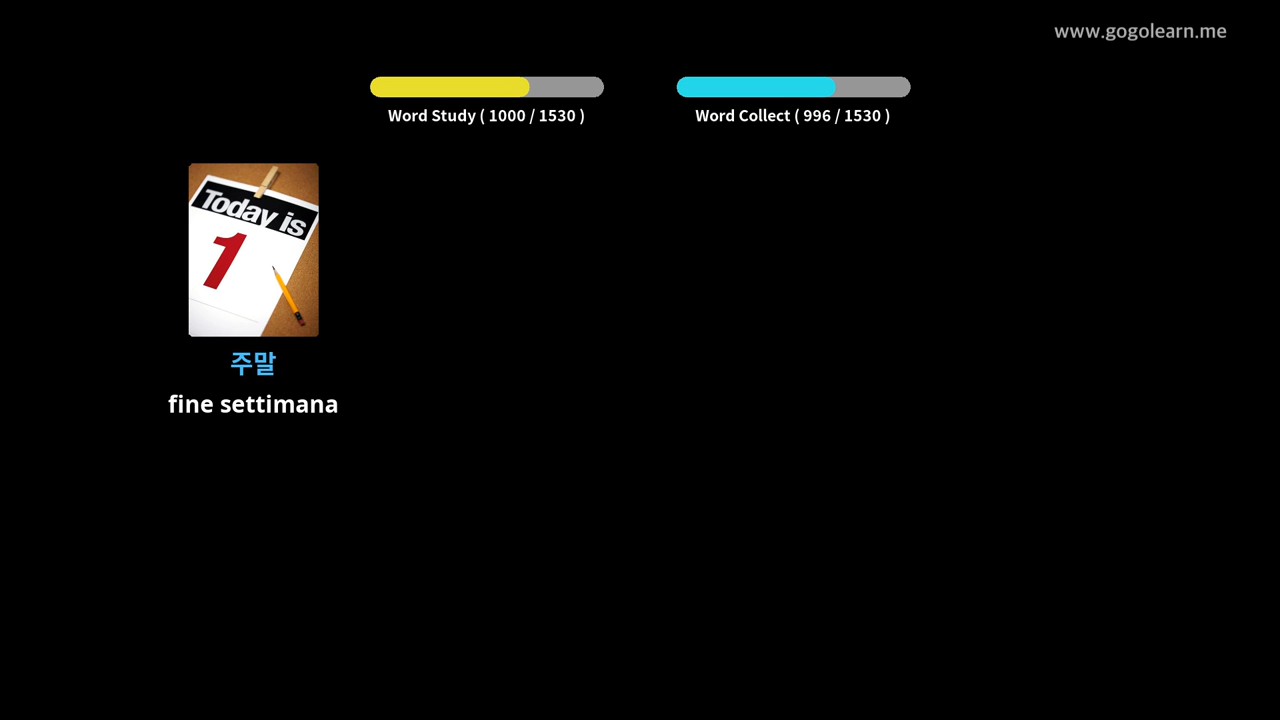 www.gogolearn.me
Word Study ( 1000 / 1530 )
Word Collect ( 996 / 1530 )
Today is
1
주말
fine settimana